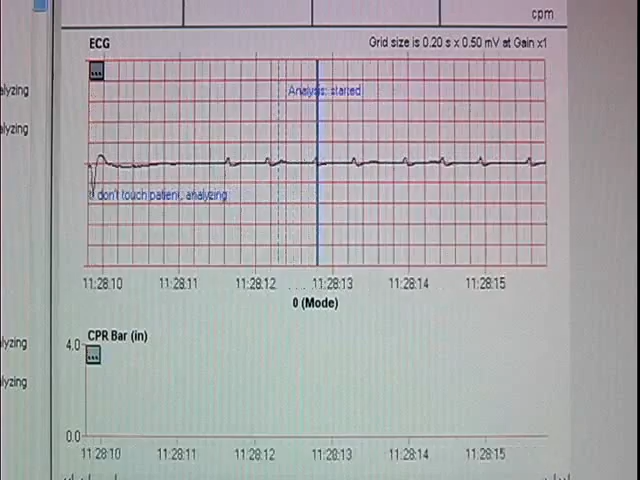 cpm
ECG
Grid size is 0.20 s x 0.50 mV at Gain x1
...
alyzing
Analysis: started
alyzing
don't touch patient, analyzing
11:28:10 11:28:11 11:28:12 11:28:13 11:28:14 11:28:15
0 (Mode)
CPR Bar (in)
4.0
lyzing
...
lyzing
0.0
11:28:10 11:28:11 11:28:12 11:28:13 11:28:14 11:28:15